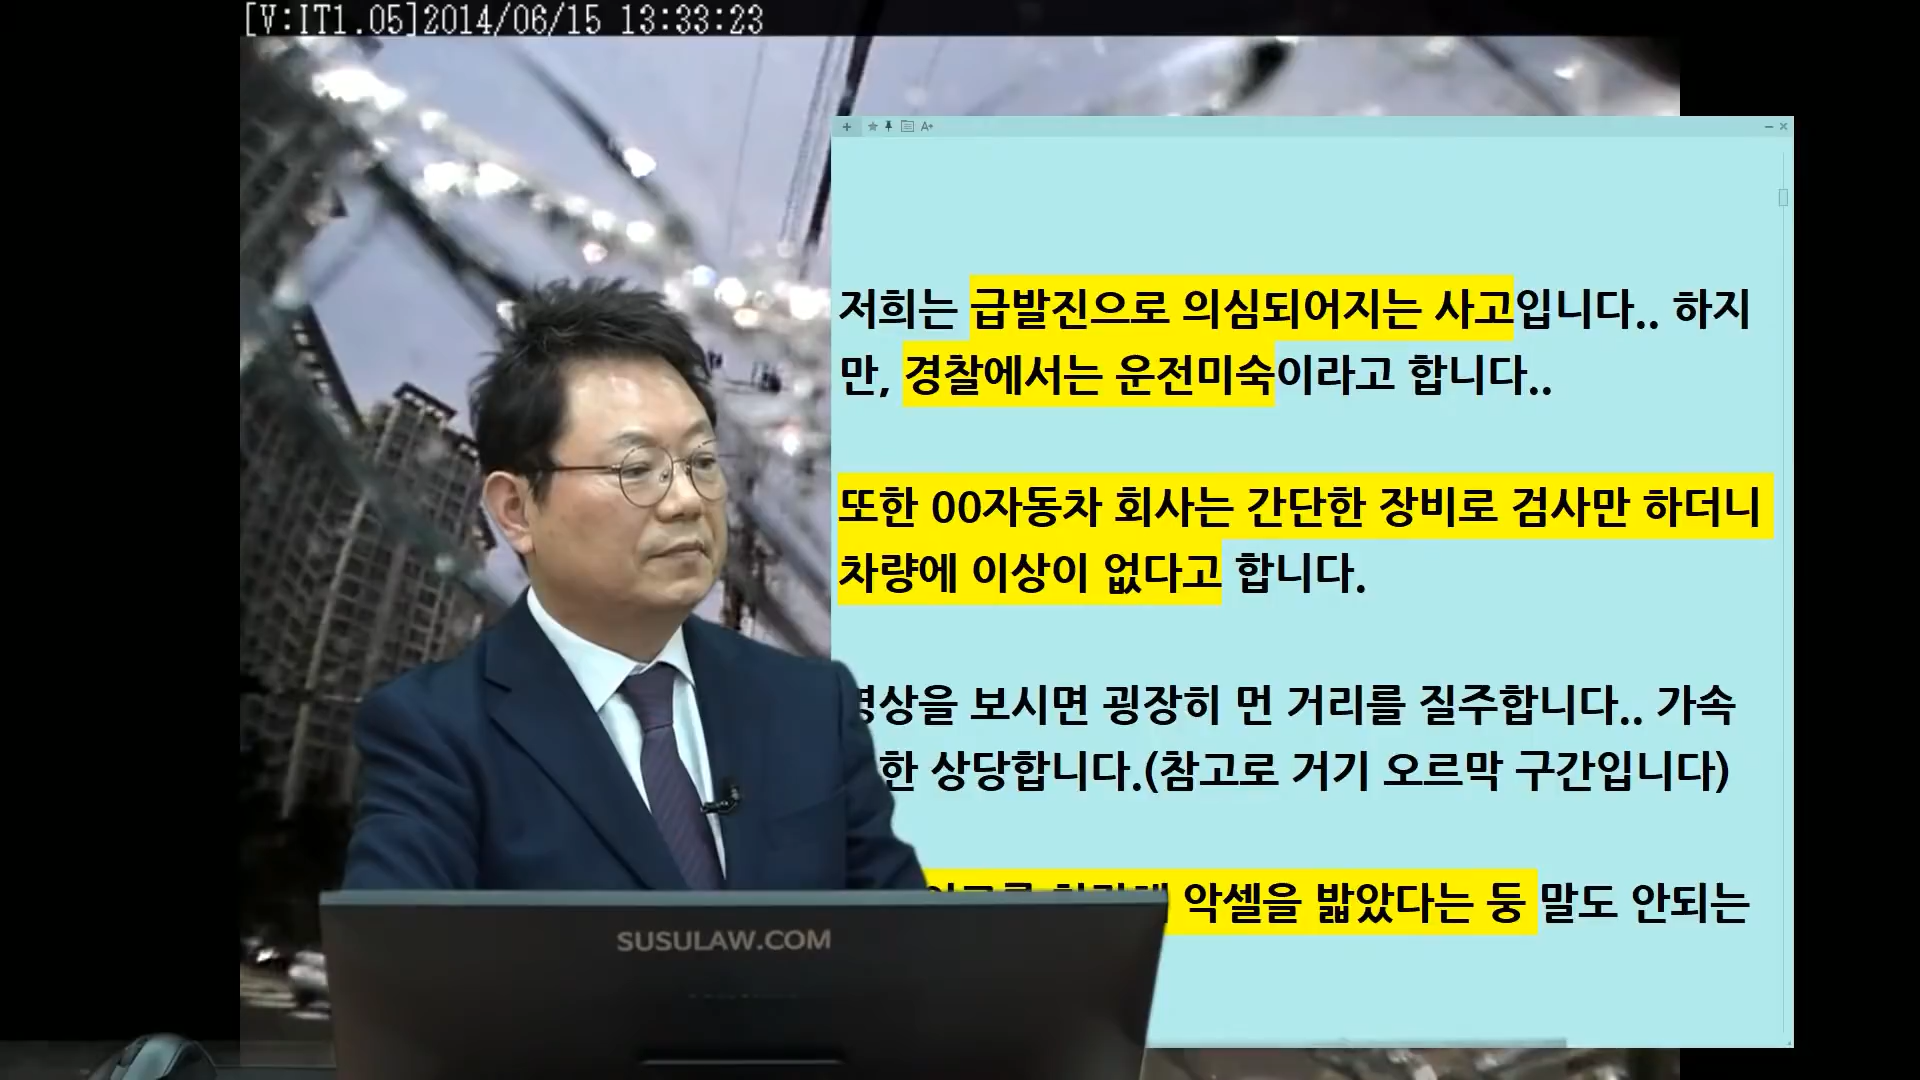 [V:IT1.05]2014/06/15 13:33:23
A+
저희는 급발진으로 의심되어지는 사고입니다.. 하지
만, 경찰에서는 운전미숙이라고 합니다..
또한 00자동차 회사는 간단한 장비로 검사만 하더니
차량에 이상이 없다고 합니다.
영상을 보시면 굉장히 먼 거리를 질주합니다.. 가속
한 상당합니다.(참고로 거기 오르막 구간입니다)
악셀을 밟았다는 둥 말도 안되는
SUSULAW.COM